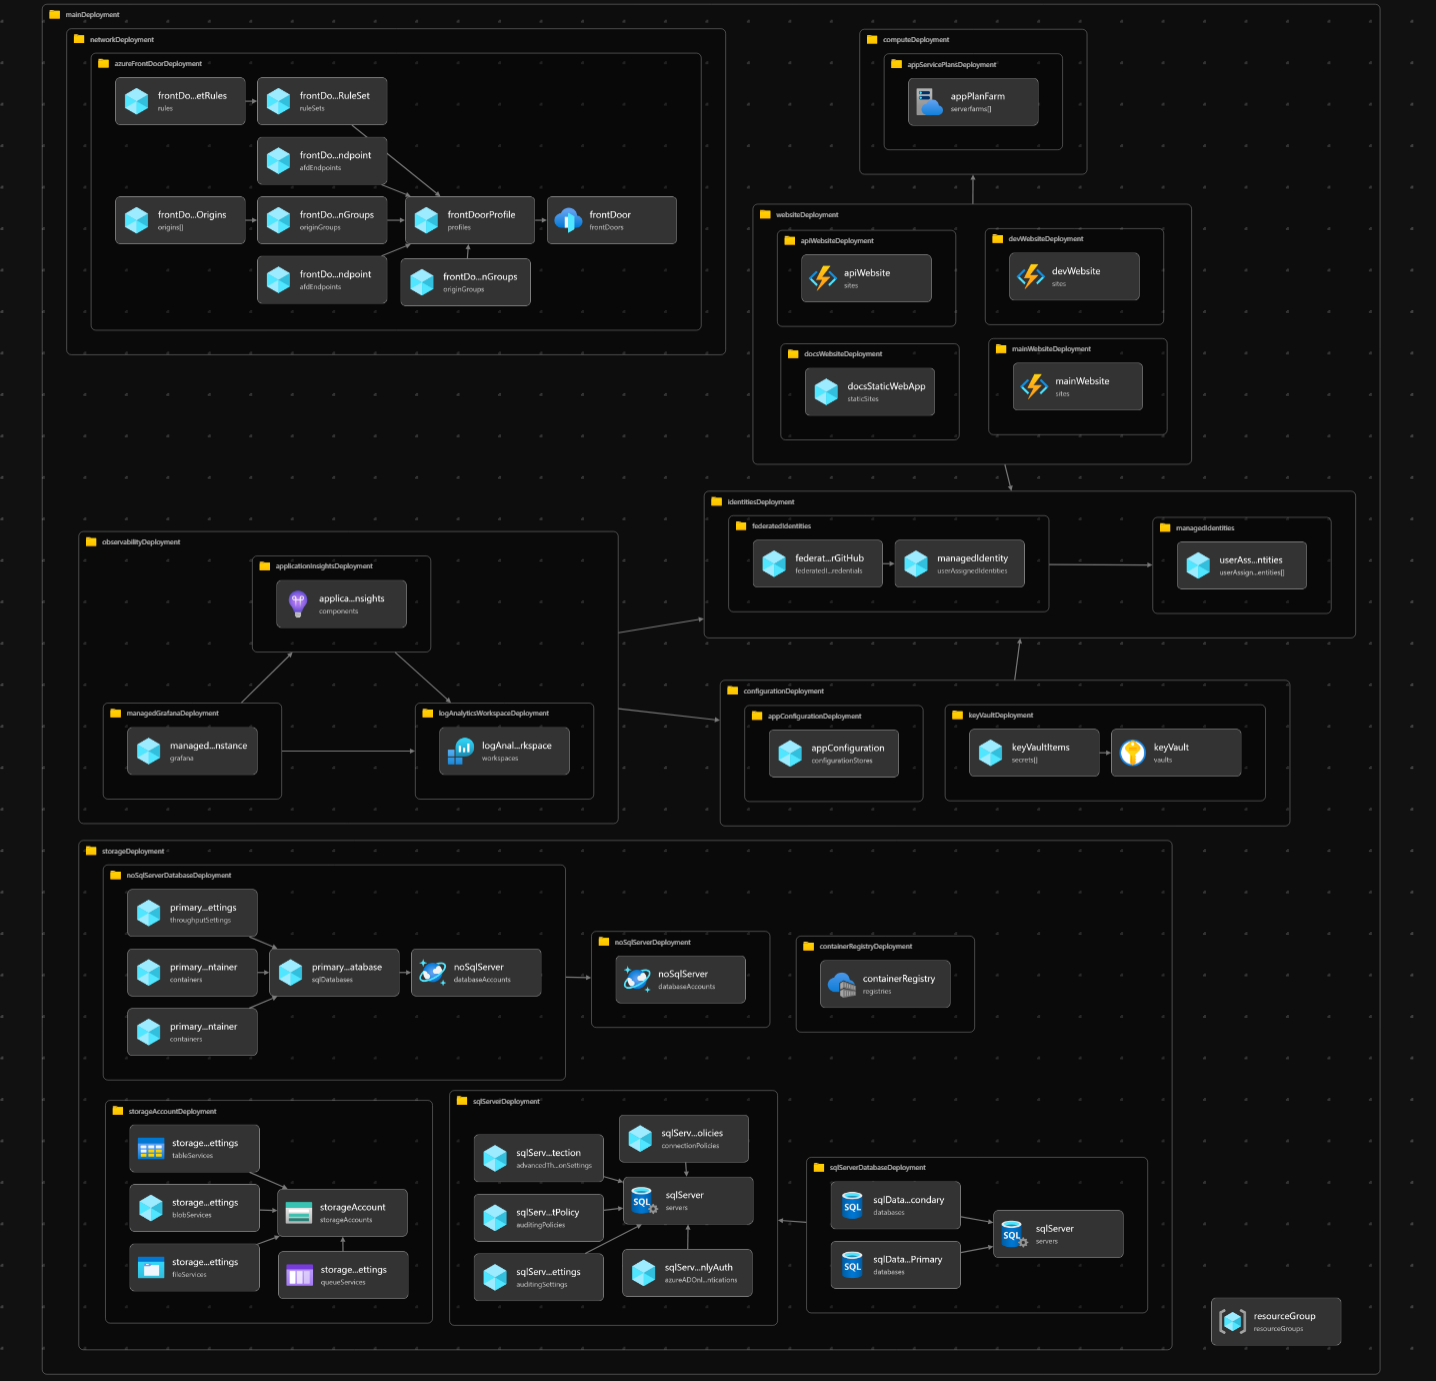 mainDeployment
networkDeployment
azureFrontDoorDeployment
frontDo...etRules
rules
frontDo...RuleSet
ruleSets
frontDo...ndpoint
afdEndpoints
frontDo...Origins
origins[]
frontDo...nGroups
originGroups
frontDoorProfile
profiles
frontDoor
frontDoors
frontDo...ndpoint
afdEndpoints
frontDo...nGroups
originGroups
computeDeployment
appServicePlansDeployment
appPlanFarm
serverfarms[]
websiteDeployment
apiWebsiteDeployment
apiWebsite
sites
devWebsiteDeployment
devWebsite
sites
docsWebsiteDeployment
docsStaticWebApp
staticSites
mainWebsiteDeployment
mainWebsite
sites
identitiesDeployment
federatedIdentities
federat...rGitHub
federatedI...redentials
managedIdentity
userAssignedIdentities
managedIdentities
userAss...ntities
userAssign...entities[]
observabilityDeployment
applicationInsightsDeployment
applica...nsights
components
managedGrafanaDeployment
managed...nstance
grafana
logAnalyticsWorkspaceDeployment
logAnal...rkspace
workspaces
configurationDeployment
appConfigurationDeployment
appConfiguration
configurationStores
keyVaultDeployment
keyVaultItems
secrets[]
keyVault
vaults
storageDeployment
noSqlServerDatabaseDeployment
primary...ettings
throughputSettings
primary...ntainer
containers
primary...atabase
sqlDatabases
noSqlServer
databaseAccounts
primary...ntainer
containers
noSqlServerDeployment
noSqlServer
databaseAccounts
containerRegistryDeployment
containerRegistry
registries
storageAccountDeployment
storage...ettings
tableServices
storage...ettings
blobServices
storageAccount
storageAccounts
storage...ettings
fileServices
storage...ettings
queueServices
sqlServerDeployment
sqlServ...olicies
connectionPolicies
sqlServ...tection
advancedTh...onSettings
SQL
sqlServer
servers
sqlServ...tPolicy
auditingPolicies
sqlServ...ettings
auditingSettings
sqlServ...nlyAuth
azureADOnl...ntications
sqlServerDatabaseDeployment
SQL
sqlData...condary
databases
SQL
sqlServer
servers
SQL
sqlData...Primary
databases
resourceGroup
resourceGroups